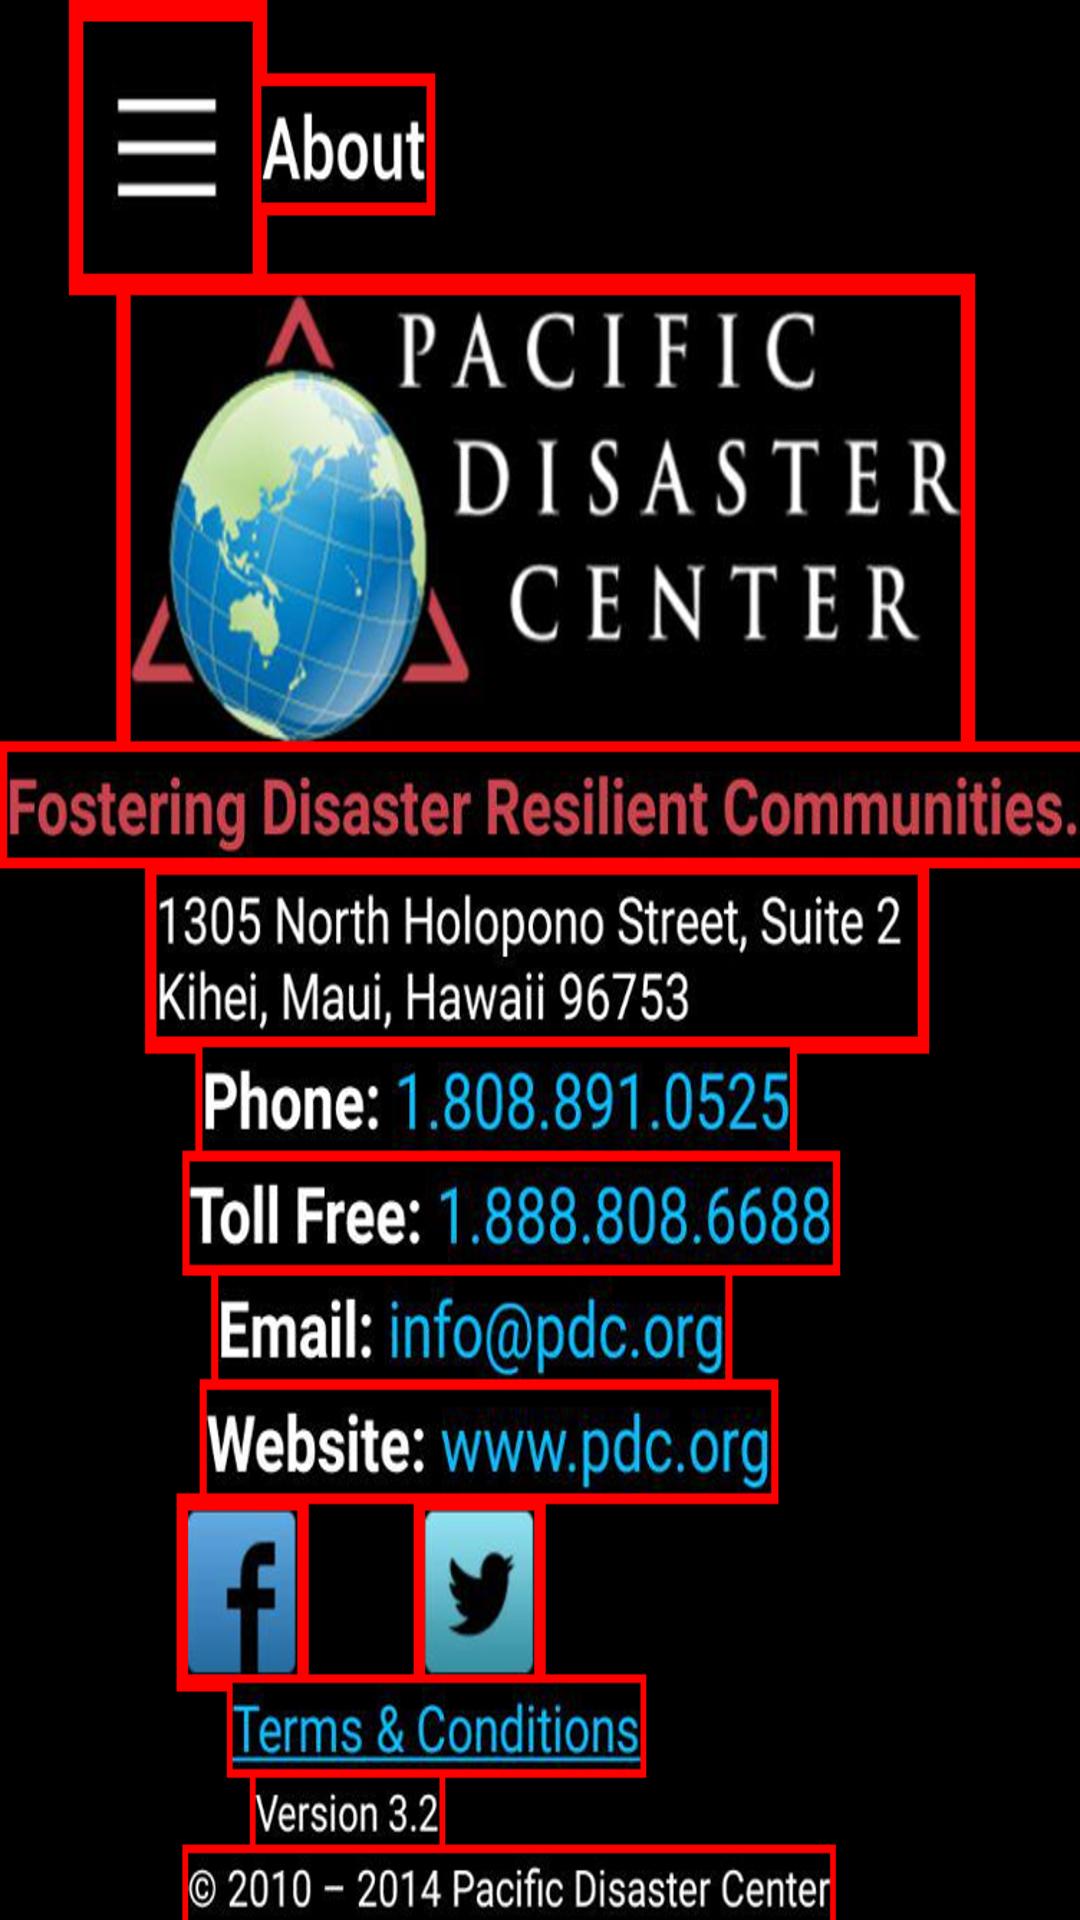 About
PACIFIC
DISASTER
CENTER
Fostering Disaster Resilient Communities.
1305 North Holopono Street, Suite 2
Kihei, Maui, Hawaii 96753
Phone: 1.808.891.0525
Toll Free: 1.888.808.6688
Email: info@pdc.org
Website: www.pdc.org
Terms & Conditions
Version 3.2
© 2010 – 2014 Pacific Disaster Center